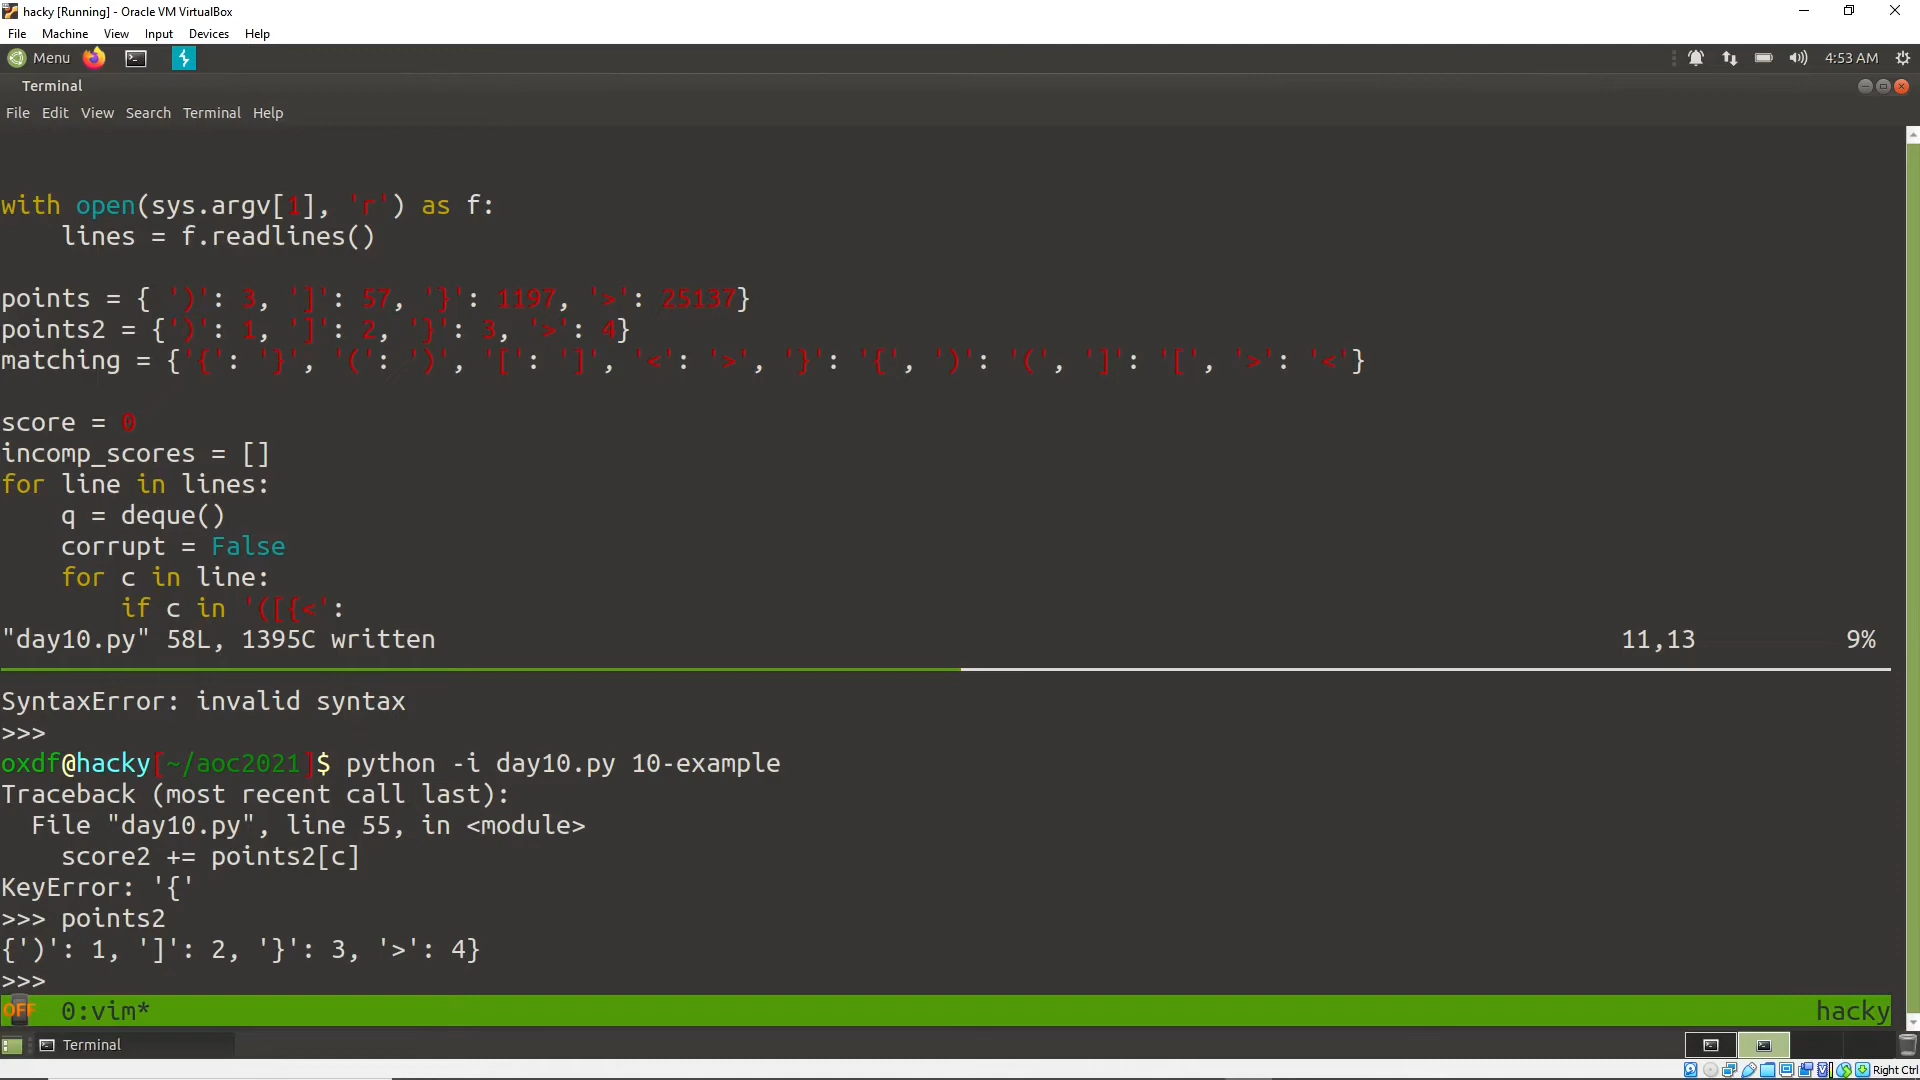 hacky [Running] - Oracle VM VirtualBox
File Machine View Input Devices Help
Menu 4:53 AM
Terminal
File Edit View Search Terminal Help
with open(sys.argv[1], 'r') as f:
    lines = f.readlines()
points = { ')': 3, ']': 57, '}': 1197, '>': 25137}
points2 = {')': 1, ']': 2, '}': 3, '>': 4}
matching = {'{': '}', '(': ')', '[': ']', '<': '>', '}': '{', ')': '(', ']': '[', '>': '<'}
score = 0
incomp_scores = []
for line in lines:
    q = deque()
    corrupt = False
    for c in line:
        if c in '([{<':
"day10.py" 58L, 1395C written 11,13 9%
SyntaxError: invalid syntax
>>>
oxdf@hacky[~/aoc2021]$ python -i day10.py 10-example
Traceback (most recent call last):
  File "day10.py", line 55, in <module>
    score2 += points2[c]
KeyError: '{'
>>> points2
{')': 1, ']': 2, '}': 3, '>': 4}
>>>
OFF 0:vim* hacky
Terminal
Right Ctrl